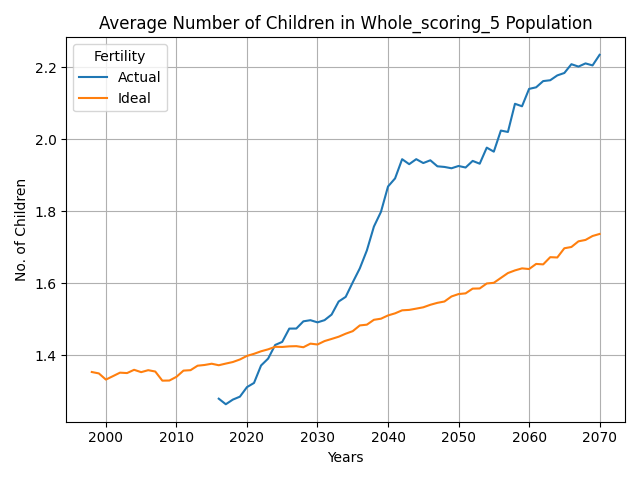 Average Number of Children in Whole_scoring_5 Population
Fertility
Actual
Ideal
No. of Children
2.2
2.0
1.8
1.6
1.4
2000 2010 2020 2030 2040 2050 2060 2070
Years